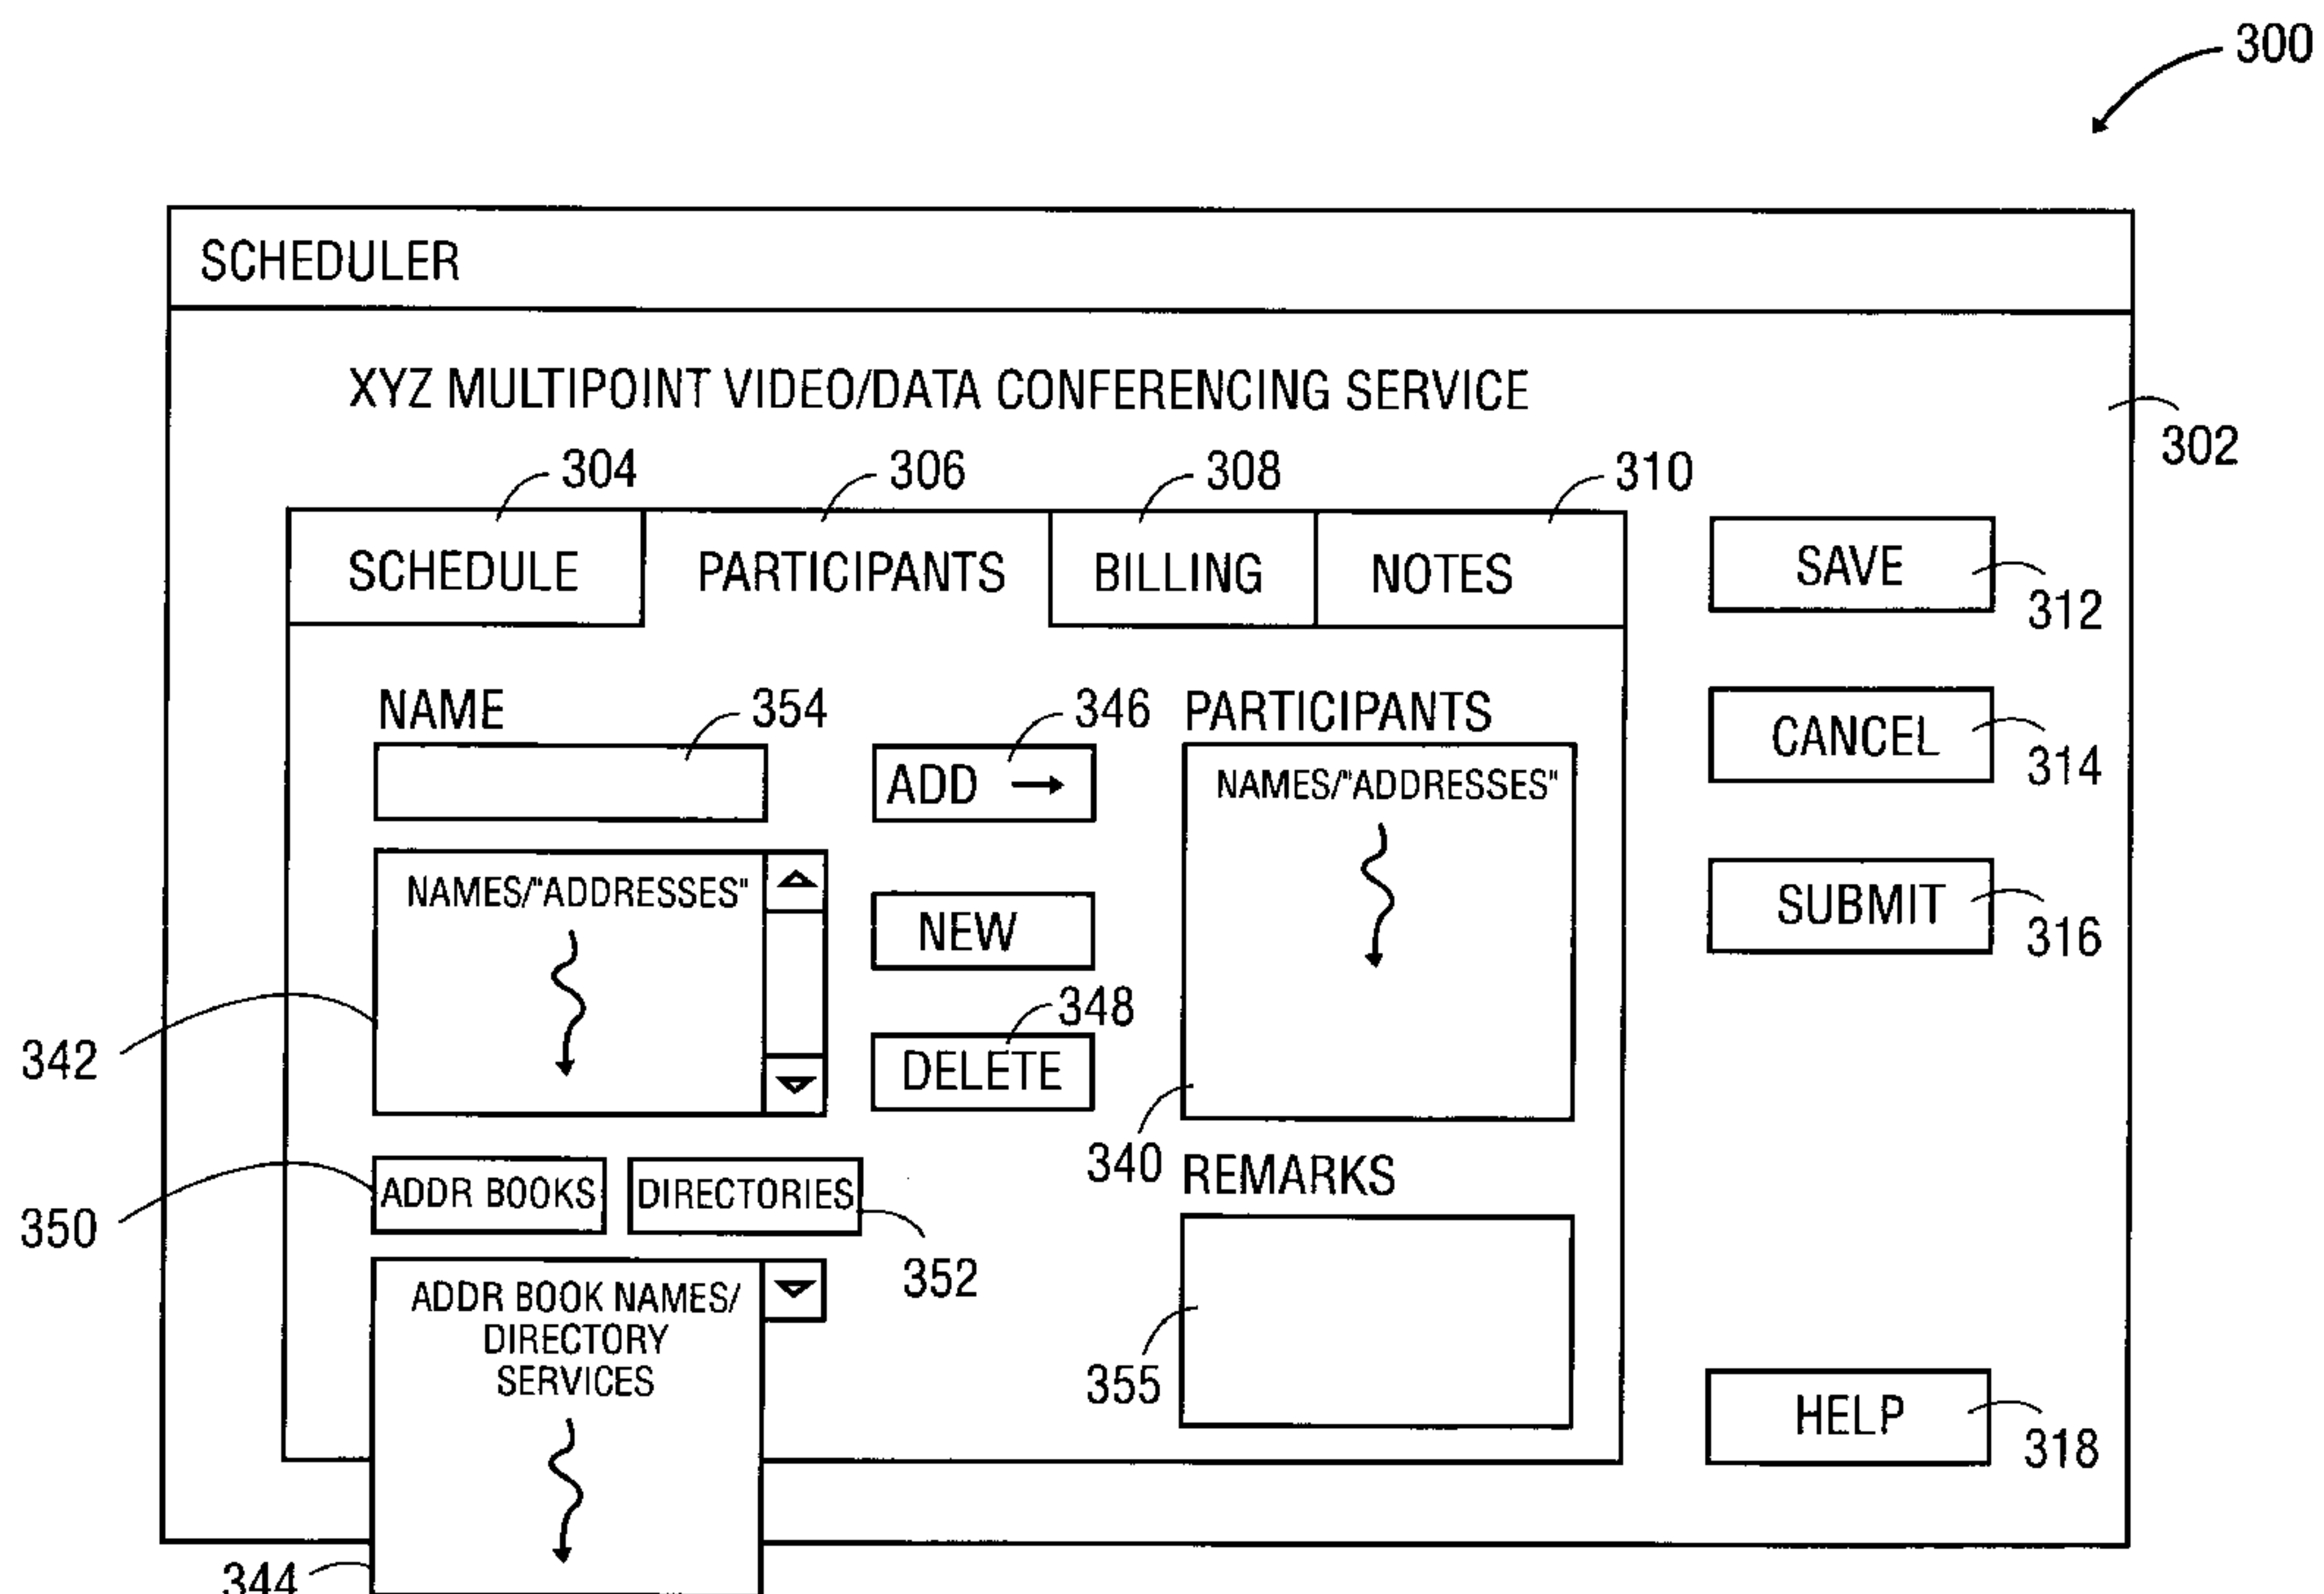 300
SCHEDULER
XYZ MULTIPOINT VIDEO/DATA CONFERENCING SERVICE
302
304
306
308
310
SCHEDULE
PARTICIPANTS
BILLING
NOTES
SAVE
312
NAME
354
346
PARTICIPANTS
CANCEL
314
ADD →
NAMES/"ADDRESSES"
NAMES/"ADDRESSES"
NEW
SUBMIT
316
348
342
DELETE
340
REMARKS
350
ADDR BOOKS
DIRECTORIES
352
ADDR BOOK NAMES/
DIRECTORY
SERVICES
355
HELP
318
344